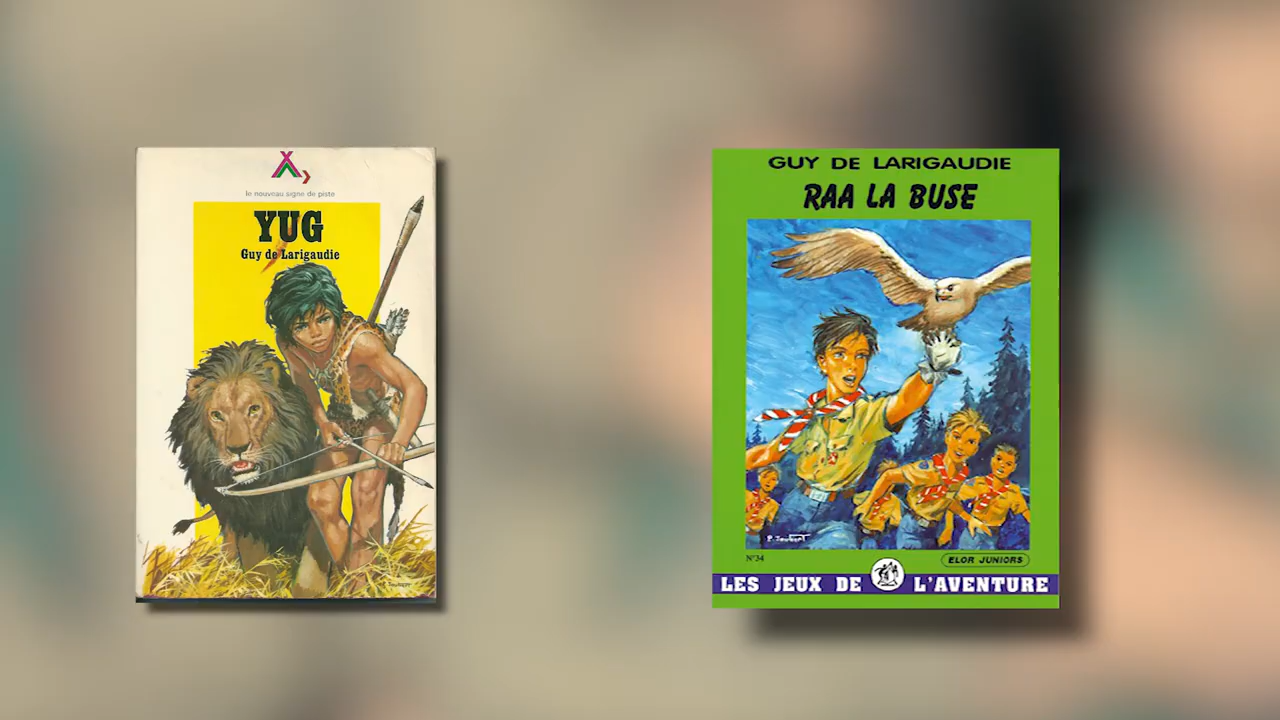 le nouveau signe de piste
YUG
Guy de Larigaudie
GUY DE LARIGAUDIE
RAA LA BUSE
P. Joubert
N°34
ELOR JUNIORS
LES JEUX DE L'AVENTURE